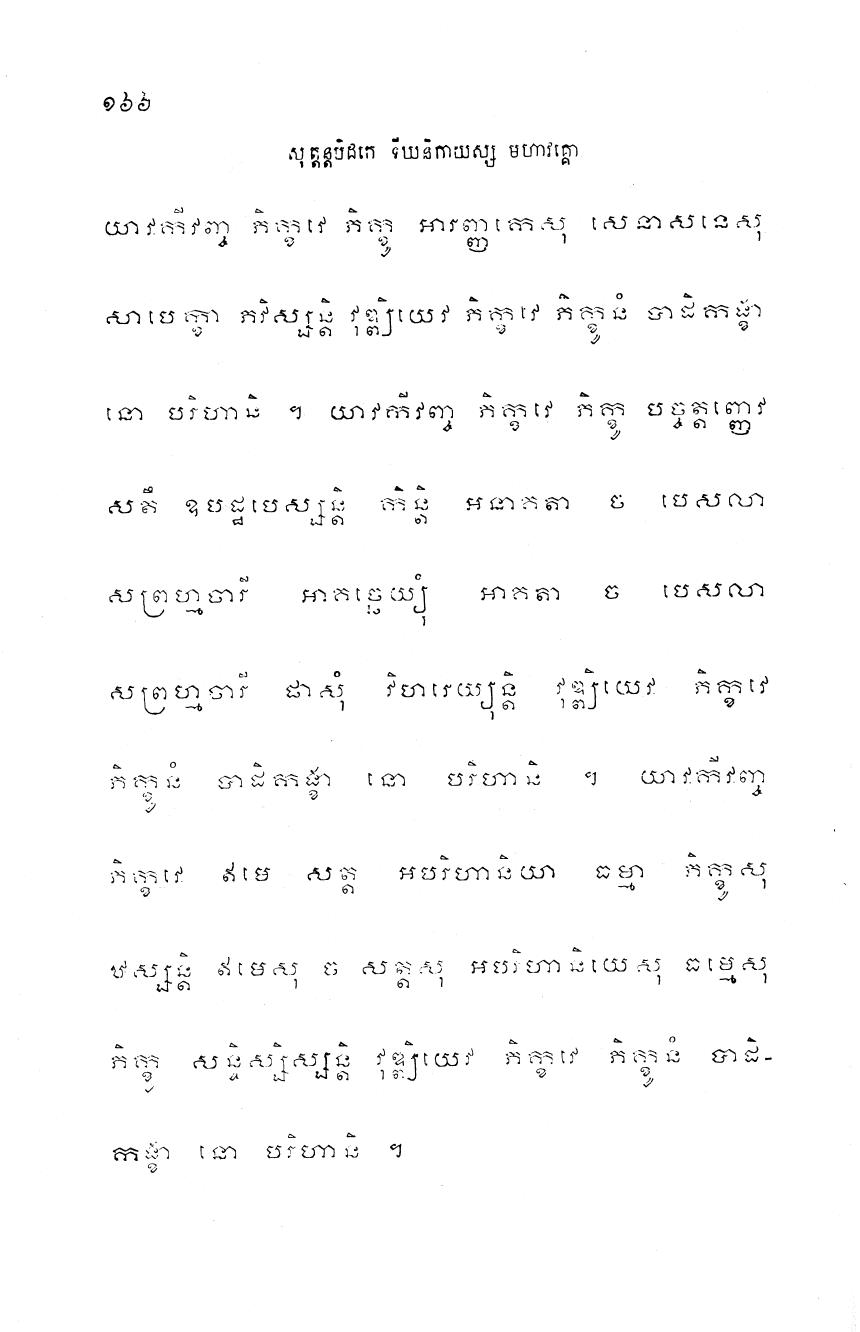 ១៦៦
សុត្តន្តបិដកេ ទីឃនិកាយស្ស មហាវគ្គោ
យាវកីវញ្ច ភិក្ខវេ ភិក្ខូ អារញ្ញកេសុ សេនាសនេសុ
សាបេក្ខា ភវិស្សន្តិ វុឌ្ឍិយេវ ភិក្ខវេ ភិក្ខូនំ បាដិកង្ខា
នោ បរិហានិ ។ យាវកីវញ្ច ភិក្ខវេ ភិក្ខូ បច្ចត្តញ្ញេវ
សតឹ ឧបដ្ឋបេស្សន្តិ កិន្តិ អនាគតា ច បេសលា
សព្រហ្មចារី អាគច្ឆេយ្យុំ អាគតា ច បេសលា
សព្រហ្មចារី ផាសុំ វិហរេយ្យុន្តិ វុឌ្ឍិយេវ ភិក្ខវេ
ភិក្ខូនំ បាដិកង្ខា នោ បរិហានិ ។ យាវកីវញ្ច
ភិក្ខវេ ឥមេ សត្ត អបរិហានិយា ធម្មា ភិក្ខូសុ
ឋស្សន្តិ ឥមេសុ ច សត្តសុ អបរិហានិយេសុ ធម្មេសុ
ភិក្ខូ សន្ទិស្សិស្សន្តិ វុឌ្ឍិយេវ ភិក្ខវេ ភិក្ខូនំ បាដិ-
កង្ខា នោ បរិហានិ ។